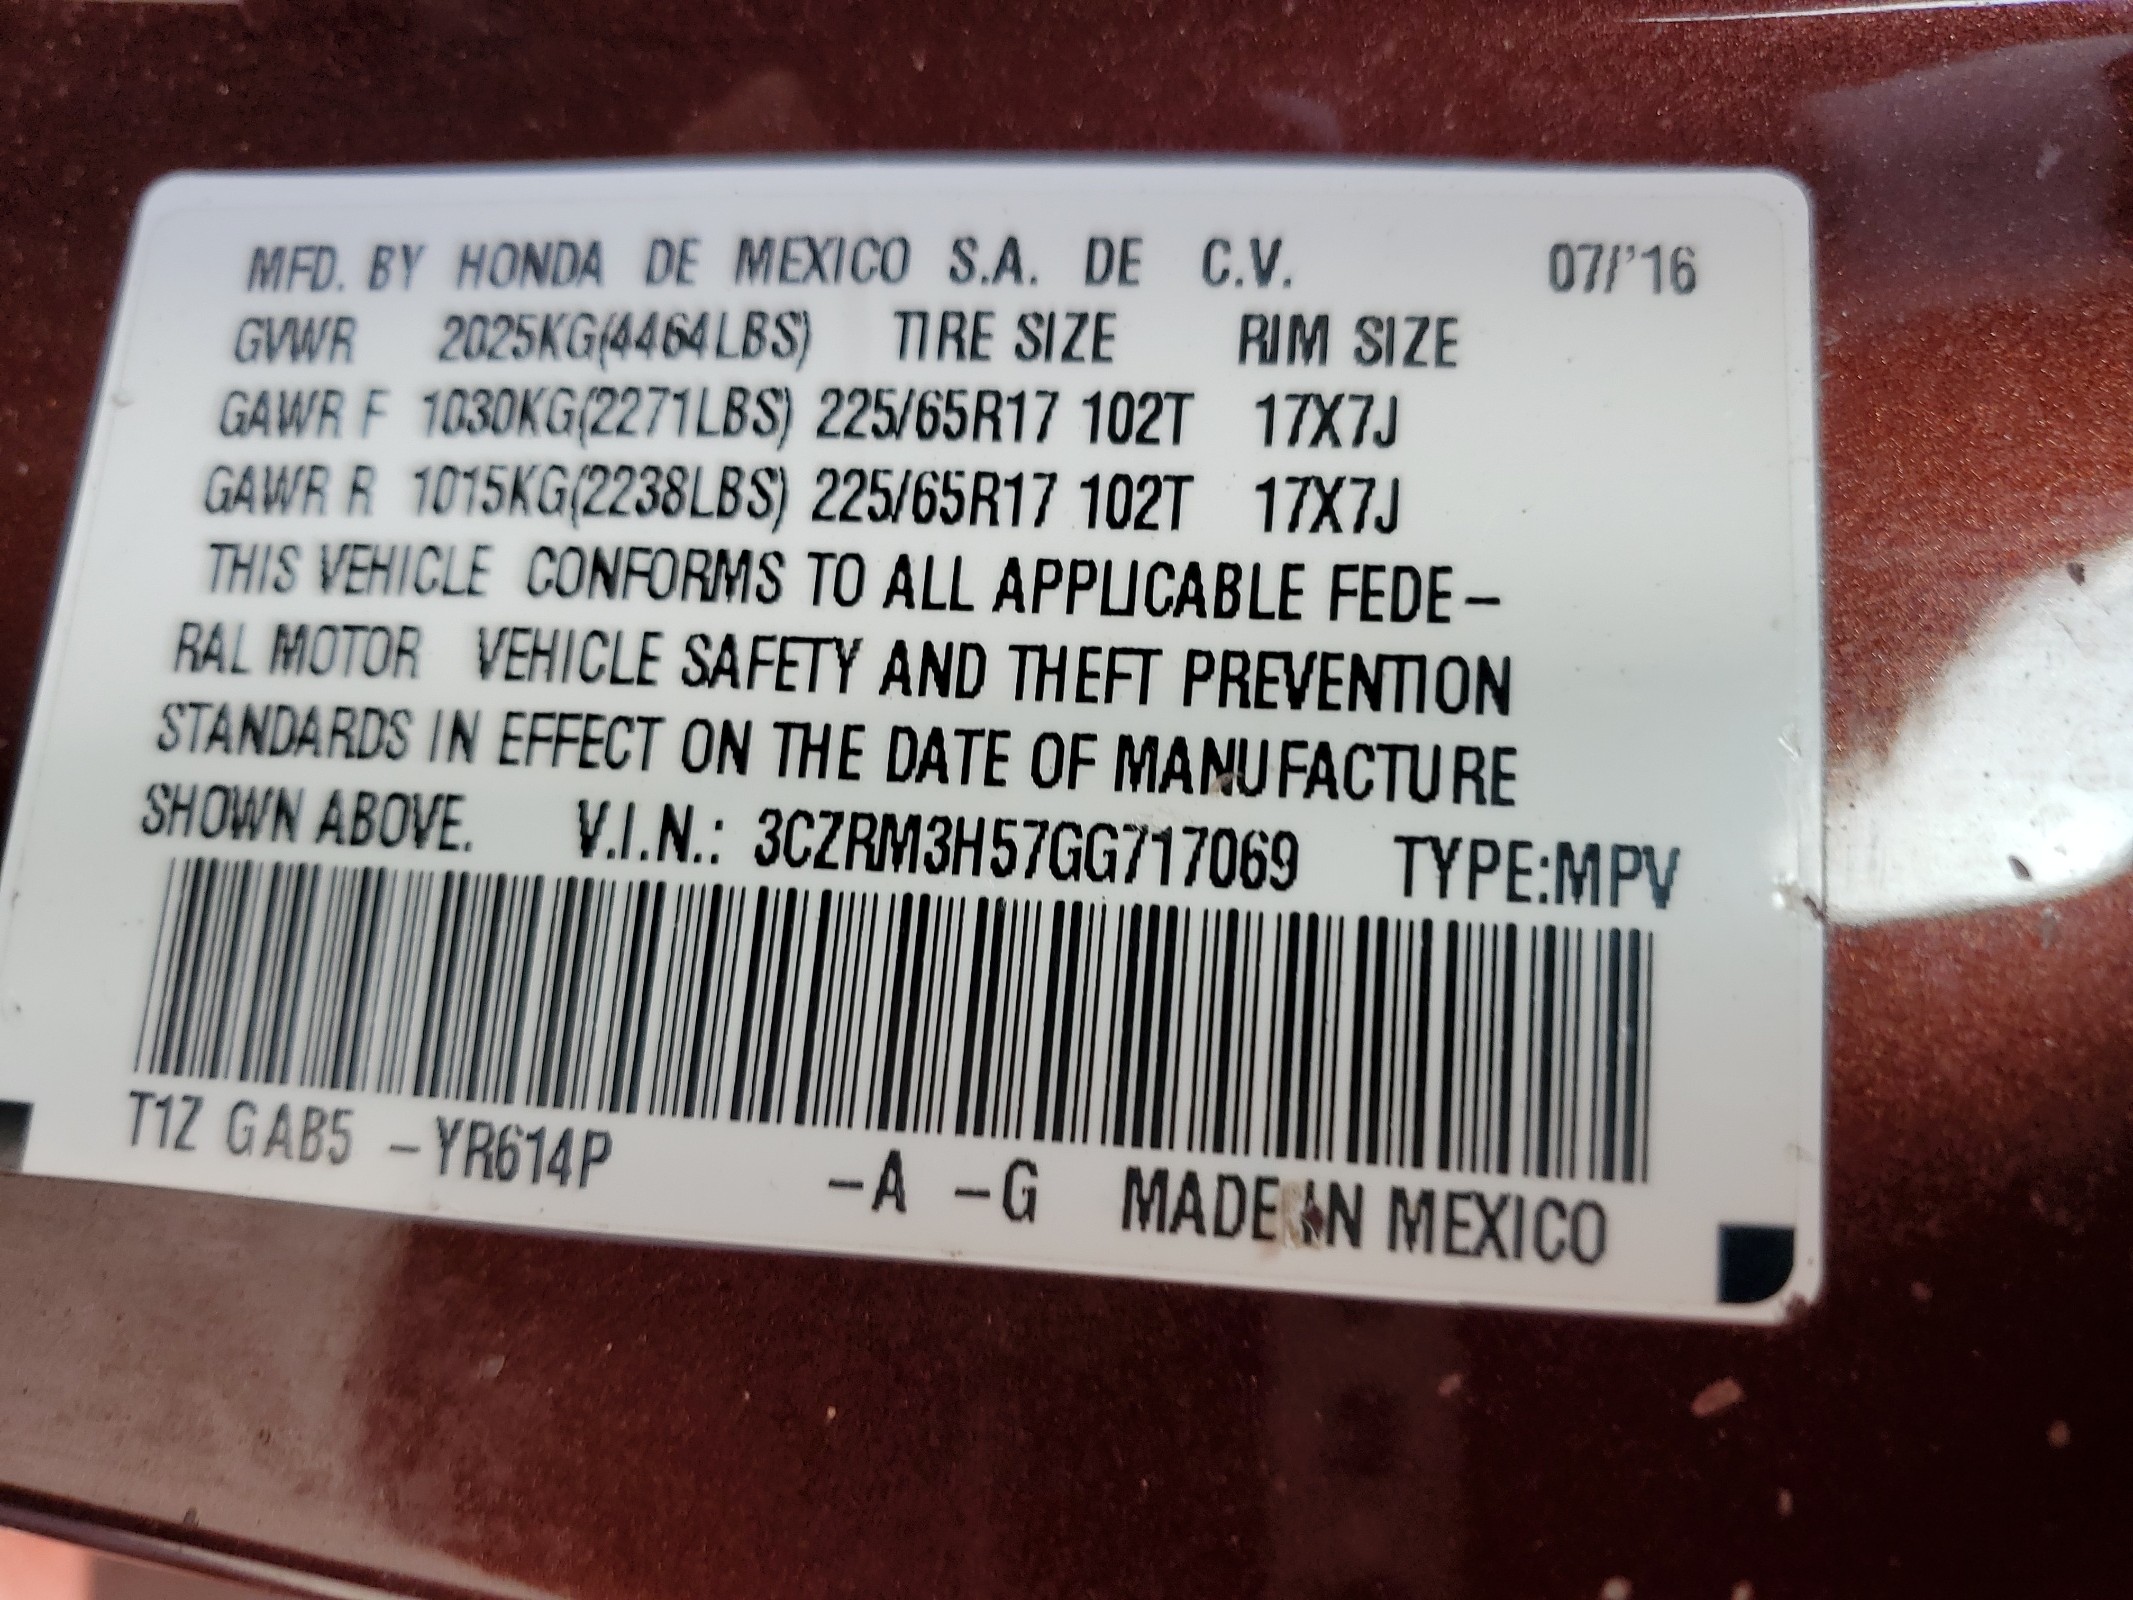 MFD. BY HONDA DE MEXICO S.A. DE C.V. 07/'16
GVWR 2025KG(4464LBS) TIRE SIZE RIM SIZE
GAWR F 1030KG(2271LBS) 225/65R17 102T 17X7J
GAWR R 1015KG(2238LBS) 225/65R17 102T 17X7J
THIS VEHICLE CONFORMS TO ALL APPLICABLE FEDE-
RAL MOTOR VEHICLE SAFETY AND THEFT PREVENTION
STANDARDS IN EFFECT ON THE DATE OF MANUFACTURE
SHOWN ABOVE. V.I.N.: 3CZRM3H57GG717069 TYPE:MPV
T1Z GAB5 -YR614P -A -G MADE IN MEXICO